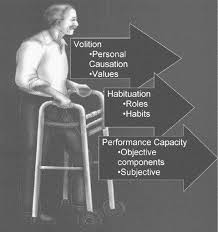 Volition
•Personal
Causation
•Values
Habituation
•Roles
•Habits
Performance Capacity
•Objective
components
•Subjective